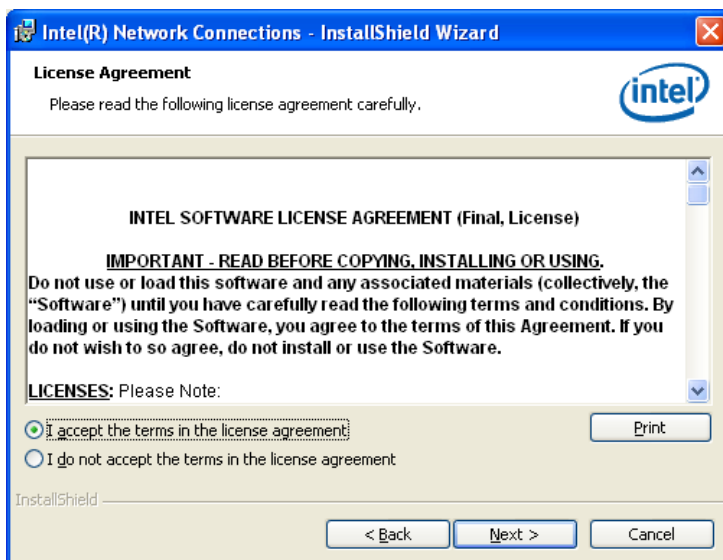 Intel(R) Network Connections - InstallShield Wizard
License Agreement
Please read the following license agreement carefully.
intel
INTEL SOFTWARE LICENSE AGREEMENT (Final, License)
IMPORTANT - READ BEFORE COPYING, INSTALLING OR USING.
Do not use or load this software and any associated materials (collectively, the
“Software”) until you have carefully read the following terms and conditions. By
loading or using the Software, you agree to the terms of this Agreement. If you
do not wish to so agree, do not install or use the Software.
LICENSES: Please Note:
I accept the terms in the license agreement
Print
I do not accept the terms in the license agreement
InstallShield
< Back
Next >
Cancel